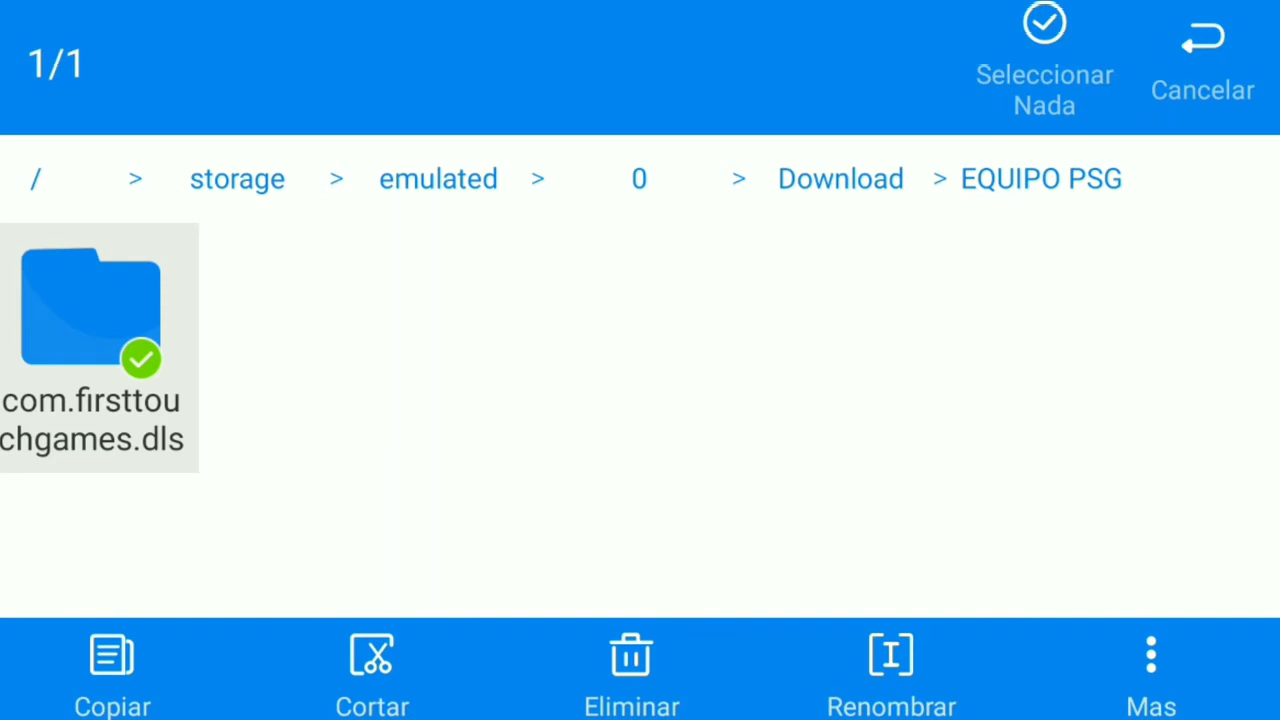 1/1
Seleccionar
Nada
Cancelar
/ > storage > emulated > 0 > Download > EQUIPO PSG
com.firsttou
chgames.dls
Copiar
Cortar
Eliminar
Renombrar
Mas